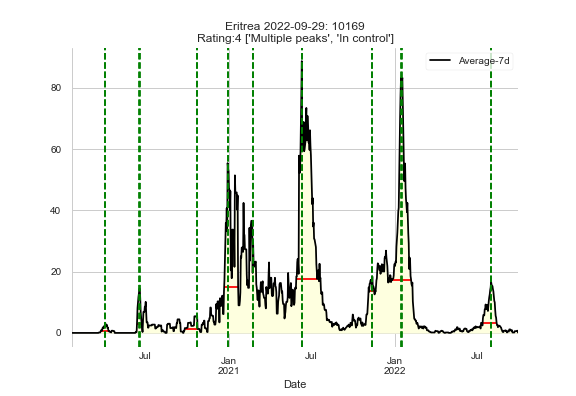 Eritrea 2022-09-29: 10169
Rating:4 ['Multiple peaks', 'In control']
Average-7d
80
60
40
20
0
Jul
Jan
2021
Jul
Jan
2022
Jul
Date